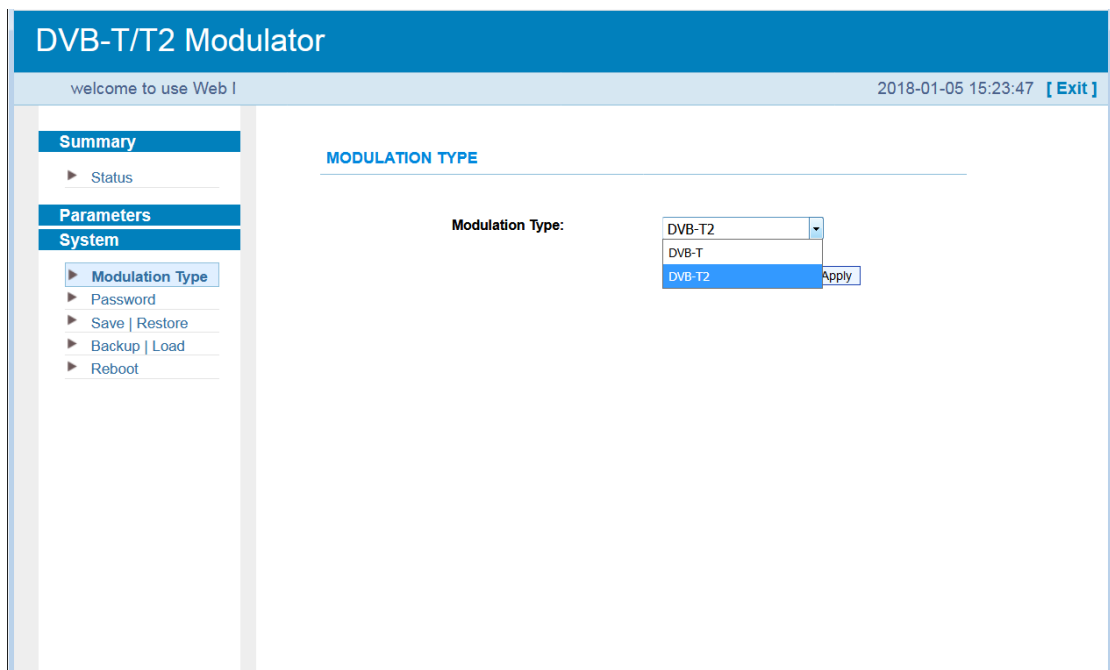 DVB-T/T2 Modulator
welcome to use Web I
2018-01-05 15:23:47 [ Exit ]
Summary
Status
Parameters
System
Modulation Type
Password
Save | Restore
Backup | Load
Reboot
MODULATION TYPE
Modulation Type:
DVB-T2
DVB-T
DVB-T2
Apply